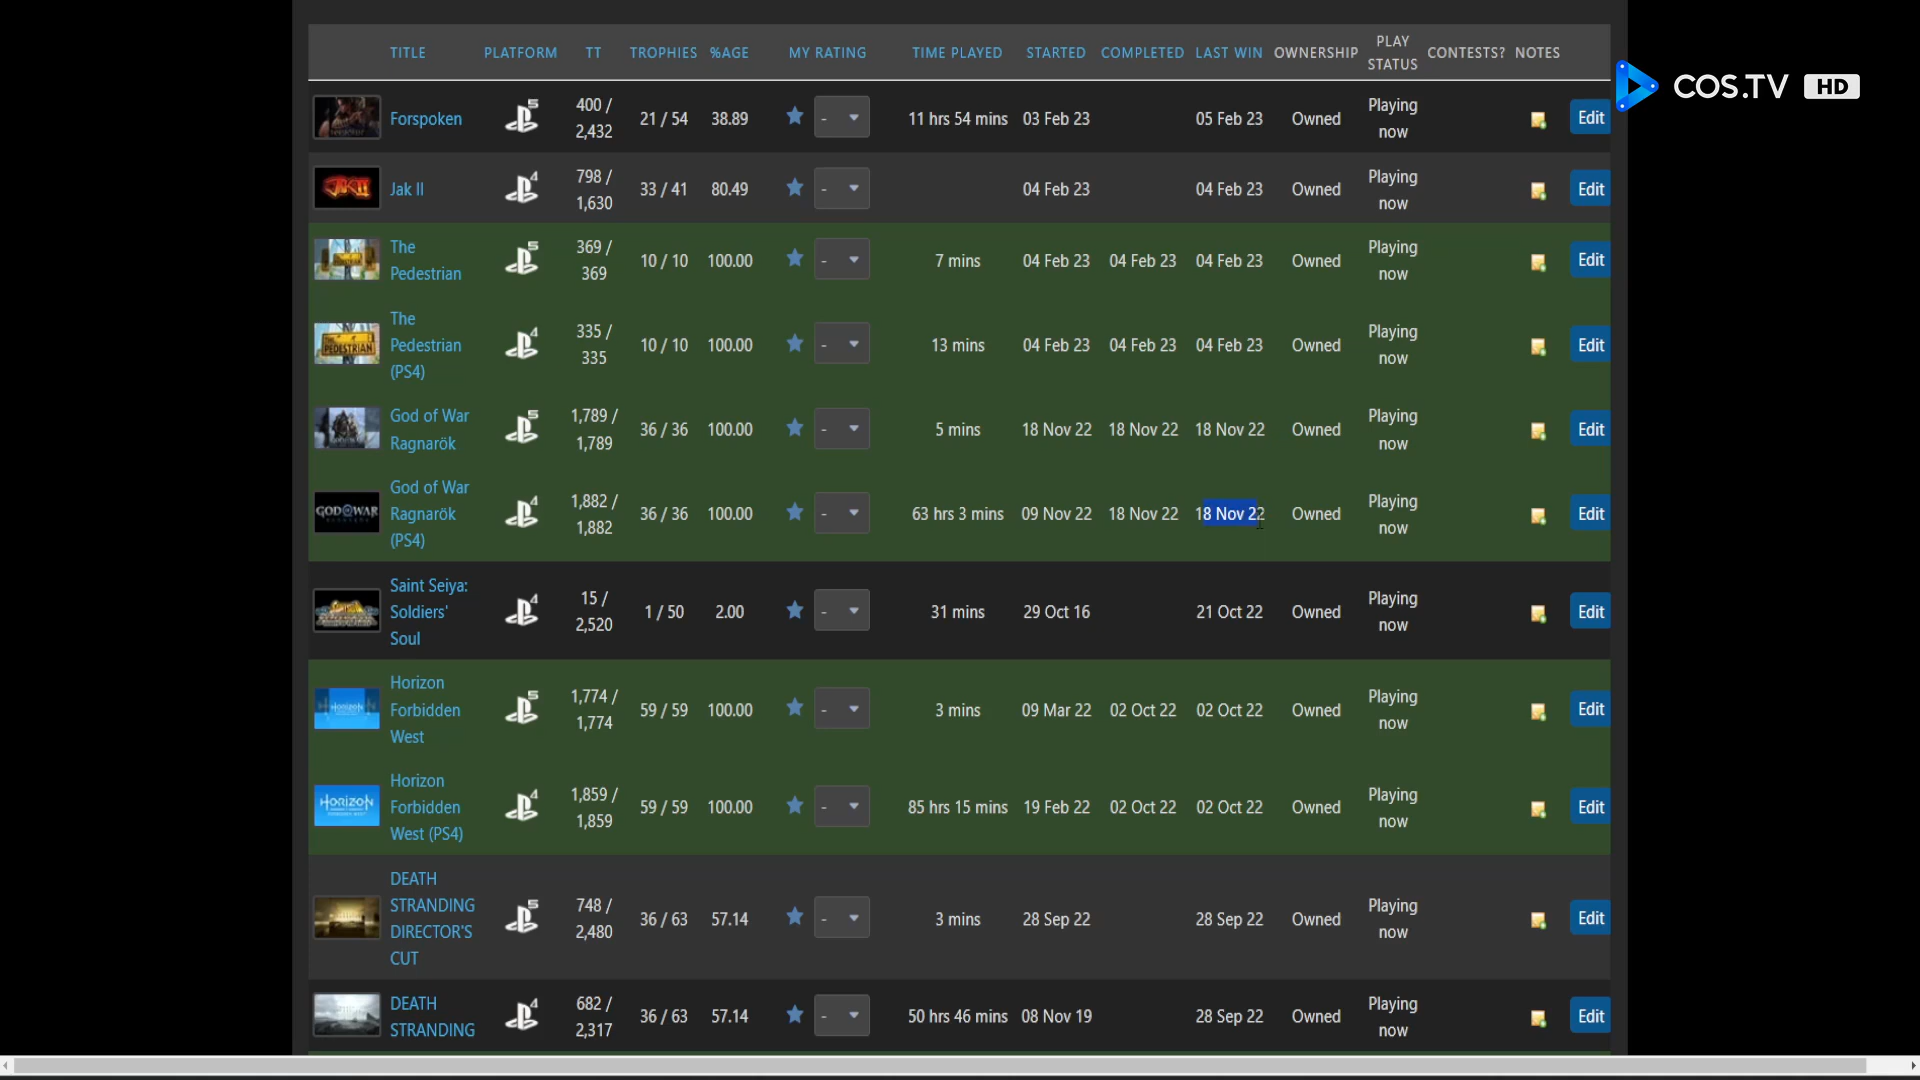 TITLE PLATFORM TT TROPHIES %AGE MY RATING TIME PLAYED STARTED COMPLETED LAST WIN OWNERSHIP PLAY STATUS CONTESTS? NOTES
COS.TV HD
Forspoken 400 / 2,432 21 / 54 38.89 - 11 hrs 54 mins 03 Feb 23 05 Feb 23 Owned Playing now Edit
Jak II 798 / 1,630 33 / 41 80.49 - 04 Feb 23 04 Feb 23 Owned Playing now Edit
The Pedestrian 369 / 369 10 / 10 100.00 - 7 mins 04 Feb 23 04 Feb 23 04 Feb 23 Owned Playing now Edit
The Pedestrian (PS4) 335 / 335 10 / 10 100.00 - 13 mins 04 Feb 23 04 Feb 23 04 Feb 23 Owned Playing now Edit
God of War Ragnarök 1,789 / 1,789 36 / 36 100.00 - 5 mins 18 Nov 22 18 Nov 22 18 Nov 22 Owned Playing now Edit
God of War Ragnarök (PS4) 1,882 / 1,882 36 / 36 100.00 - 63 hrs 3 mins 09 Nov 22 18 Nov 22 18 Nov 22 Owned Playing now Edit
Saint Seiya: Soldiers' Soul 15 / 2,520 1 / 50 2.00 - 31 mins 29 Oct 16 21 Oct 22 Owned Playing now Edit
Horizon Forbidden West 1,774 / 1,774 59 / 59 100.00 - 3 mins 09 Mar 22 02 Oct 22 02 Oct 22 Owned Playing now Edit
Horizon Forbidden West (PS4) 1,859 / 1,859 59 / 59 100.00 - 85 hrs 15 mins 19 Feb 22 02 Oct 22 02 Oct 22 Owned Playing now Edit
DEATH STRANDING DIRECTOR'S CUT 748 / 2,480 36 / 63 57.14 - 3 mins 28 Sep 22 28 Sep 22 Owned Playing now Edit
DEATH STRANDING 682 / 2,317 36 / 63 57.14 - 50 hrs 46 mins 08 Nov 19 28 Sep 22 Owned Playing now Edit